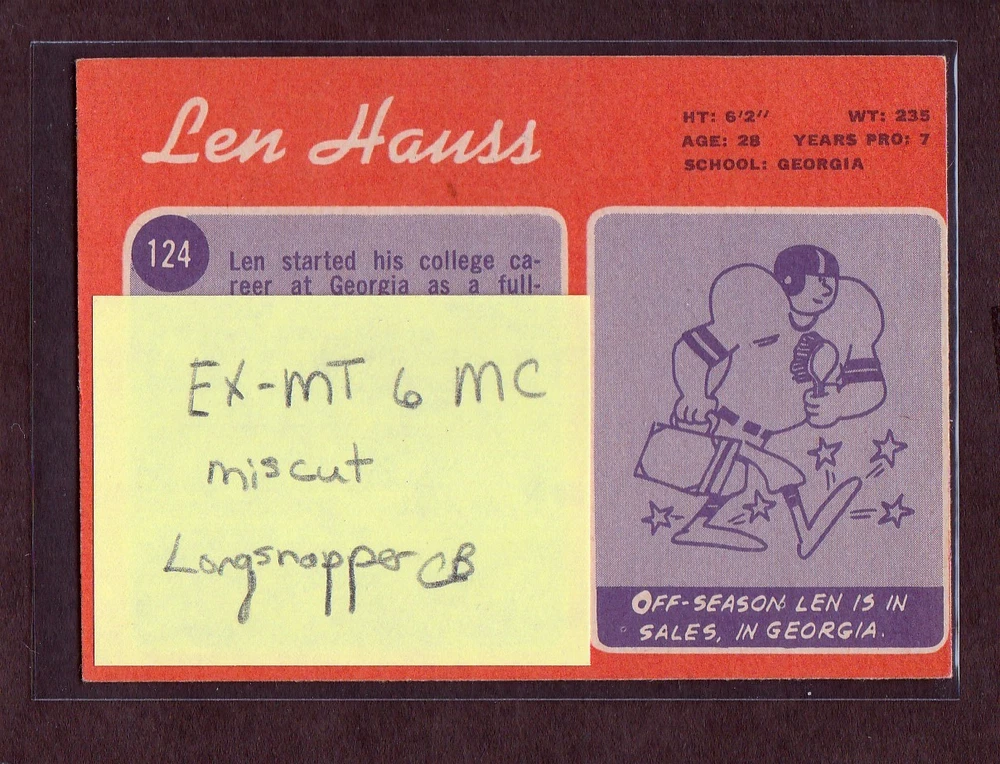 Len Hauss
HT: 6'2" WT: 235
AGE: 28 YEARS PRO: 7
SCHOOL: GEORGIA
124
Len started his college ca-
reer at Georgia as a full-
EX-MT 6 MC
miscut
Longsnapper CB
OFF-SEASON: LEN IS IN
SALES, IN GEORGIA.